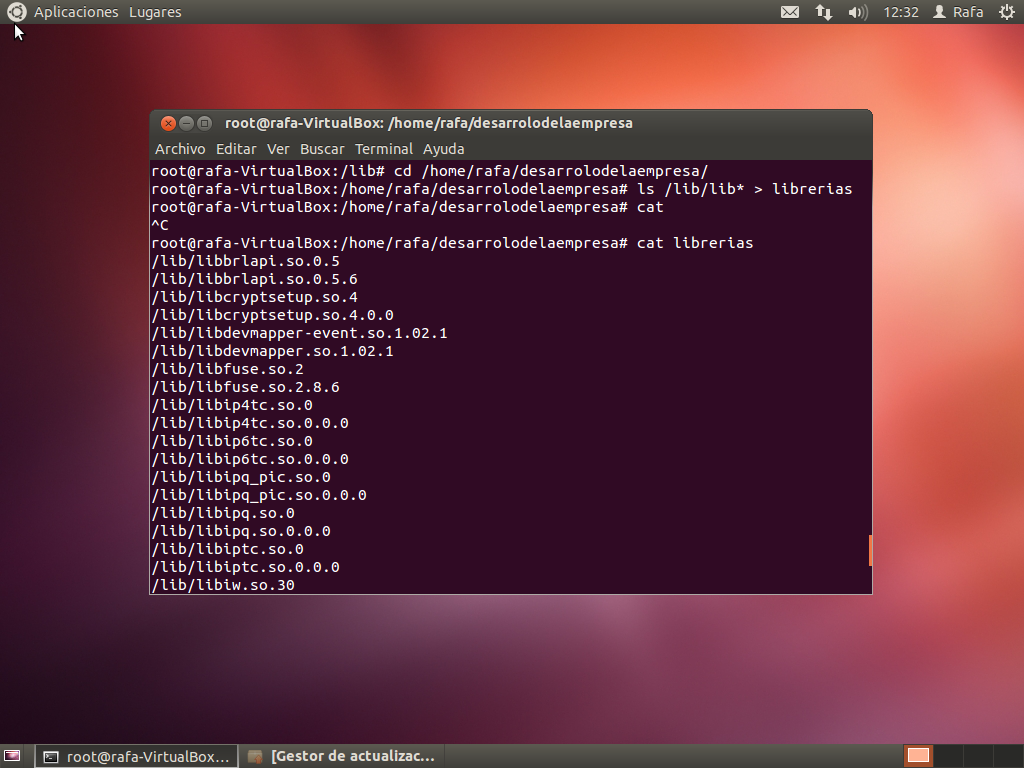 Aplicaciones Lugares 12:32 Rafa
root@rafa-VirtualBox: /home/rafa/desarrolodelaempresa
Archivo Editar Ver Buscar Terminal Ayuda
root@rafa-VirtualBox:/lib# cd /home/rafa/desarrolodelaempresa/
root@rafa-VirtualBox:/home/rafa/desarrolodelaempresa# ls /lib/lib* > librerias
root@rafa-VirtualBox:/home/rafa/desarrolodelaempresa# cat
^C
root@rafa-VirtualBox:/home/rafa/desarrolodelaempresa# cat librerias
/lib/libbrlapi.so.0.5
/lib/libbrlapi.so.0.5.6
/lib/libcryptsetup.so.4
/lib/libcryptsetup.so.4.0.0
/lib/libdevmapper-event.so.1.02.1
/lib/libdevmapper.so.1.02.1
/lib/libfuse.so.2
/lib/libfuse.so.2.8.6
/lib/libip4tc.so.0
/lib/libip4tc.so.0.0.0
/lib/libip6tc.so.0
/lib/libip6tc.so.0.0.0
/lib/libipq_pic.so.0
/lib/libipq_pic.so.0.0.0
/lib/libipq.so.0
/lib/libipq.so.0.0.0
/lib/libiptc.so.0
/lib/libiptc.so.0.0.0
/lib/libiw.so.30
root@rafa-VirtualBox... [Gestor de actualizac...